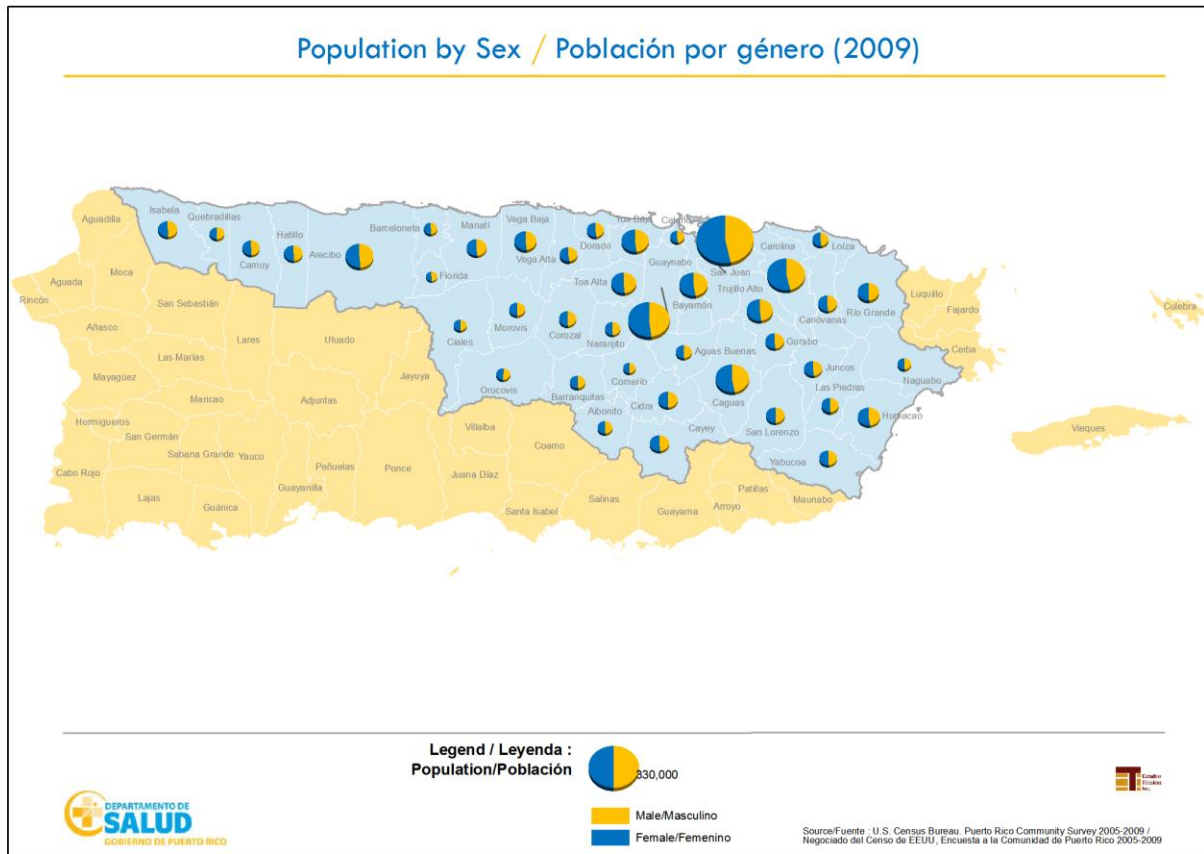 Population by Sex / Población por género (2009)
Aguadilla
Isabela
Quebradillas
Camuy
Hatillo
Arecibo
Barceloneta
Florida
Manatí
Vega Baja
Vega Alta
Dorado
Toa Baja
Toa Alta
Cataño
Guaynabo
San Juan
Bayamón
Trujillo Alto
Carolina
Loíza
Canóvanas
Río Grande
Luquillo
Fajardo
Ceiba
Culebra
Vieques
Aguada
Moca
Rincón
San Sebastián
Añasco
Las Marías
Lares
Utuado
Mayagüez
Maricao
Adjuntas
Jayuya
Hormigueros
San Germán
Sabana Grande
Yauco
Cabo Rojo
Lajas
Guánica
Guayanilla
Peñuelas
Ponce
Juana Díaz
Villalba
Coamo
Santa Isabel
Salinas
Guayama
Arroyo
Patillas
Maunabo
Ciales
Morovis
Corozal
Naranjito
Orocovis
Barranquitas
Comerío
Aibonito
Cidra
Cayey
Aguas Buenas
Caguas
Gurabo
Juncos
Las Piedras
San Lorenzo
Humacao
Naguabo
Yabucoa
Legend / Leyenda :
Population/Población
330,000
Male/Masculino
Female/Femenino
DEPARTAMENTO DE
SALUD
GOBIERNO DE PUERTO RICO
Estudios
Técnicos
Inc.
Source/Fuente : U.S. Census Bureau. Puerto Rico Community Survey 2005-2009 /
Negociado del Censo de EEUU, Encuesta a la Comunidad de Puerto Rico 2005-2009